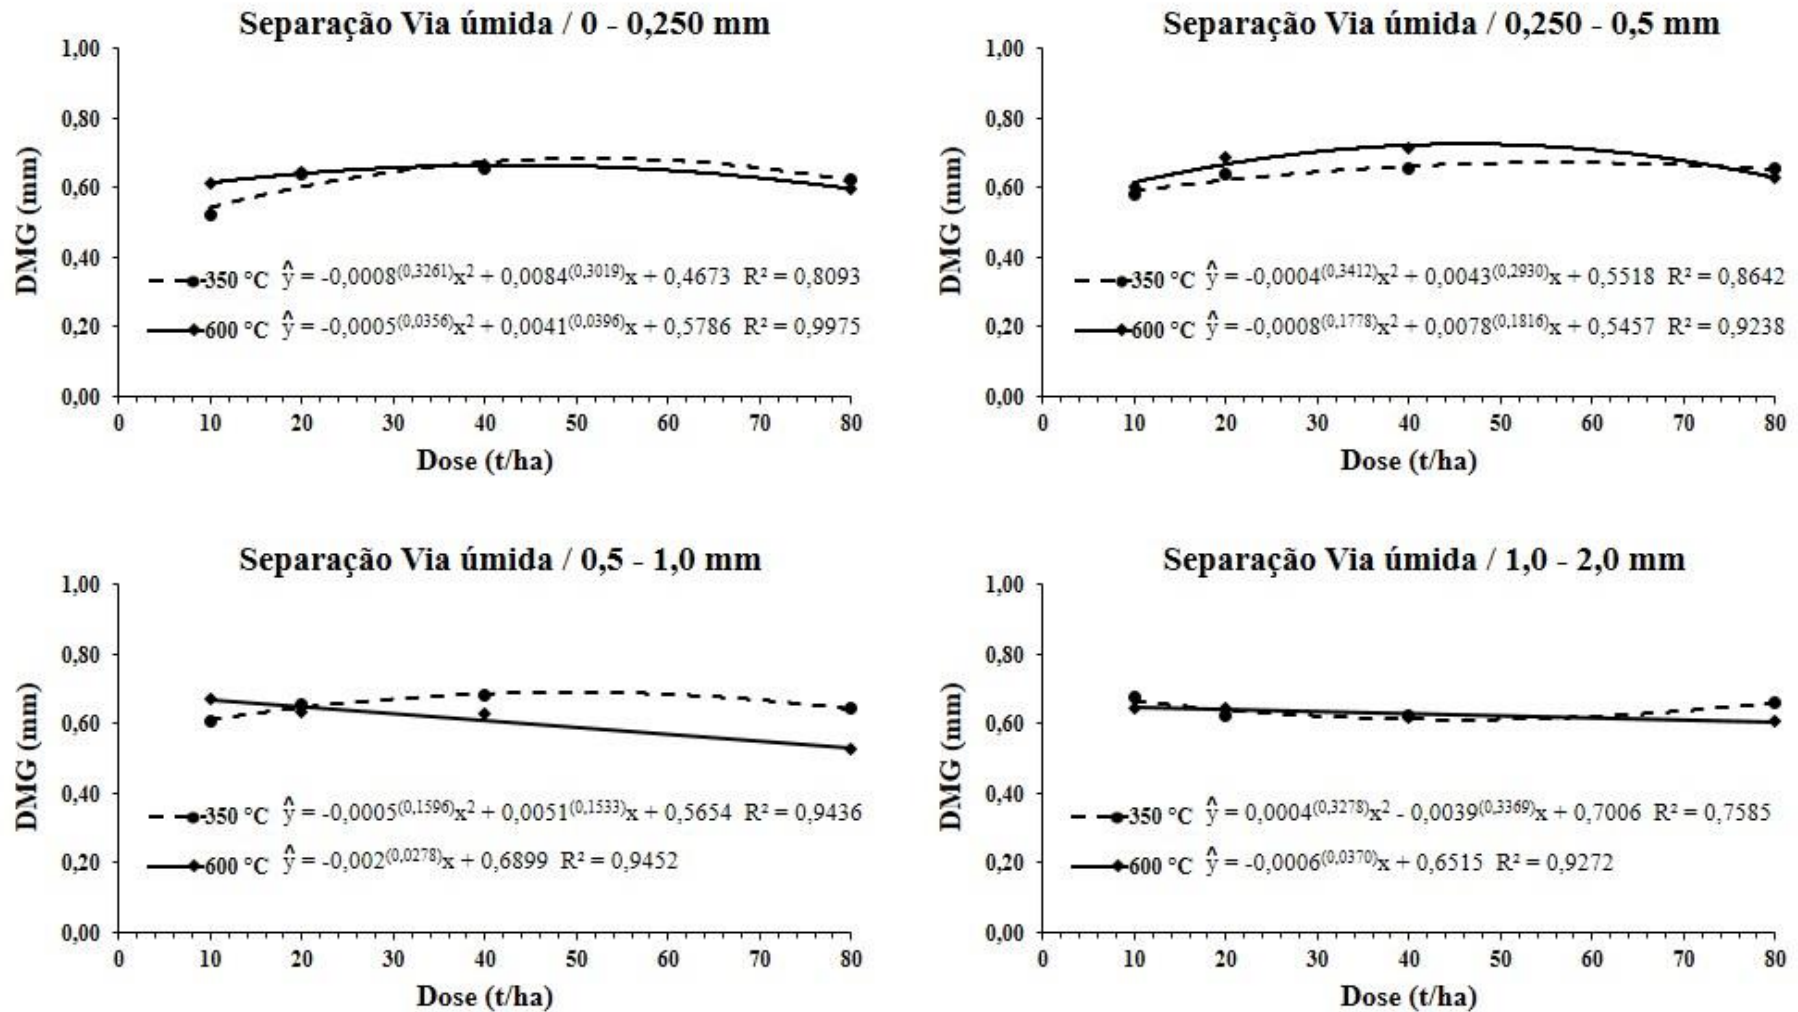 Separação Via úmida / 0 - 0,250 mm
1,00
0,80
0,60
0,40
0,20
0,00
DMG (mm)
350 °C ŷ = -0,0008(0,3261)x² + 0,0084(0,3019)x + 0,4673 R² = 0,8093
600 °C ŷ = -0,0005(0,0356)x² + 0,0041(0,0396)x + 0,5786 R² = 0,9975
0 10 20 30 40 50 60 70 80
Dose (t/ha)
Separação Via úmida / 0,250 - 0,5 mm
1,00
0,80
0,60
0,40
0,20
0,00
DMG (mm)
350 °C ŷ = -0,0004(0,3412)x² + 0,0043(0,2930)x + 0,5518 R² = 0,8642
600 °C ŷ = -0,0008(0,1778)x² + 0,0078(0,1816)x + 0,5457 R² = 0,9238
0 10 20 30 40 50 60 70 80
Dose (t/ha)
Separação Via úmida / 0,5 - 1,0 mm
1,00
0,80
0,60
0,40
0,20
0,00
DMG (mm)
350 °C ŷ = -0,0005(0,1596)x² + 0,0051(0,1533)x + 0,5654 R² = 0,9436
600 °C ŷ = -0,002(0,0278)x + 0,6899 R² = 0,9452
0 10 20 30 40 50 60 70 80
Dose (t/ha)
Separação Via úmida / 1,0 - 2,0 mm
1,00
0,80
0,60
0,40
0,20
0,00
DMG (mm)
350 °C ŷ = 0,0004(0,3278)x² - 0,0039(0,3369)x + 0,7006 R² = 0,7585
600 °C ŷ = -0,0006(0,0370)x + 0,6515 R² = 0,9272
0 10 20 30 40 50 60 70 80
Dose (t/ha)